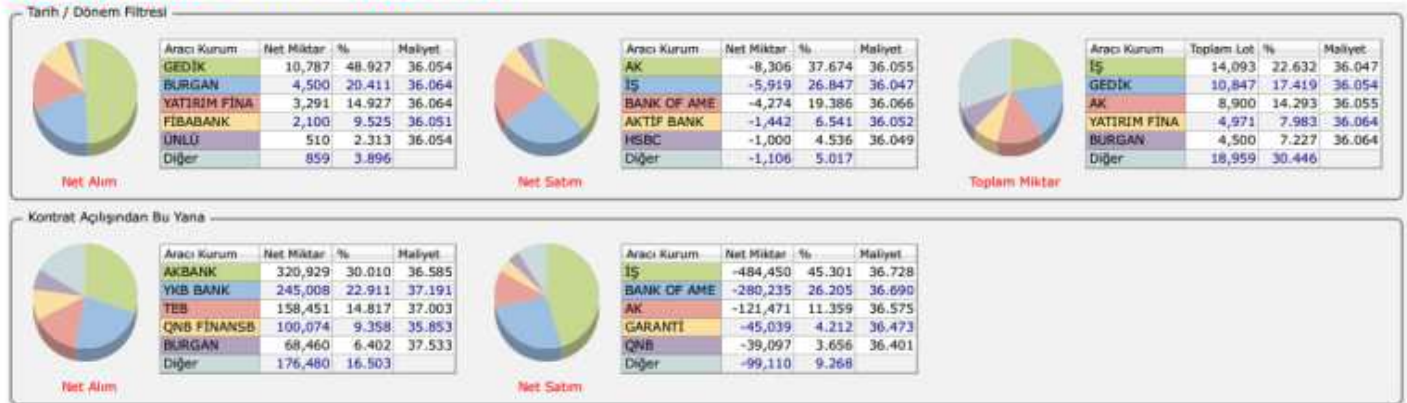 Tarih / Dönem Filtresi
Aracı Kurum Net Miktar % Maliyet
GEDİK 10,787 48.927 36.054
BURGAN 4,500 20.411 36.064
YATIRIM FİNA 3,291 14.927 36.064
FİBABANK 2,100 9.525 36.051
ÜNLÜ 510 2.313 36.054
Diğer 859 3.896
Net Alım
Aracı Kurum Net Miktar % Maliyet
AK -8,306 37.674 36.055
İŞ -5,919 26.847 36.047
BANK OF AME -4,274 19.386 36.066
AKTİF BANK -1,442 6.541 36.052
HSBC -1,000 4.536 36.049
Diğer -1,106 5.017
Net Satım
Aracı Kurum Toplam Lot % Maliyet
İŞ 14,093 22.632 36.047
GEDİK 10,847 17.419 36.054
AK 8,900 14.293 36.055
YATIRIM FİNA 4,971 7.983 36.064
BURGAN 4,500 7.227 36.064
Diğer 18,959 30.446
Toplam Miktar
Kontrat Açılışından Bu Yana
Aracı Kurum Net Miktar % Maliyet
AKBANK 320,929 30.010 36.585
YKB BANK 245,008 22.911 37.191
TEB 158,451 14.817 37.003
QNB FİNANSB 100,074 9.358 35.853
BURGAN 68,460 6.402 37.533
Diğer 176,480 16.503
Net Alım
Aracı Kurum Net Miktar % Maliyet
İŞ -484,450 45.301 36.728
BANK OF AME -280,235 26.205 36.690
AK -121,471 11.359 36.575
GARANTİ -45,039 4.212 36.473
QNB -39,097 3.656 36.401
Diğer -99,110 9.268
Net Satım